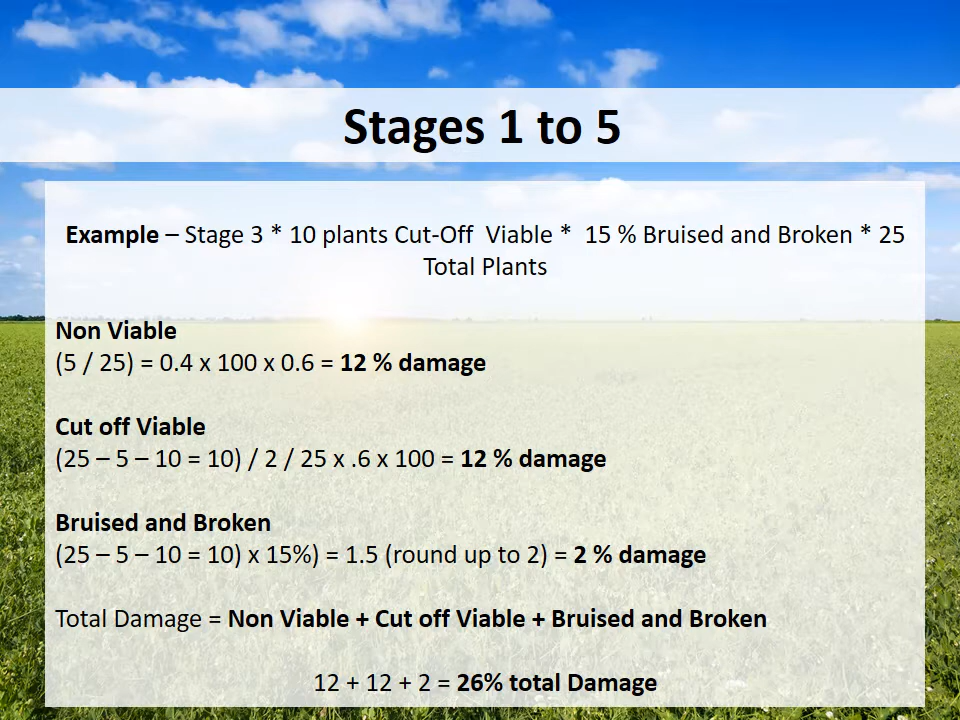 Stages 1 to 5
Example – Stage 3 * 10 plants Cut-Off  Viable *  15 % Bruised and Broken * 25
Total Plants
Non Viable
(5 / 25) = 0.4 x 100 x 0.6 = 12 % damage
Cut off Viable
(25 – 5 – 10 = 10) / 2 / 25 x .6 x 100 = 12 % damage
Bruised and Broken
(25 – 5 – 10 = 10) x 15%) = 1.5 (round up to 2) = 2 % damage
Total Damage = Non Viable + Cut off Viable + Bruised and Broken
12 + 12 + 2 = 26% total Damage